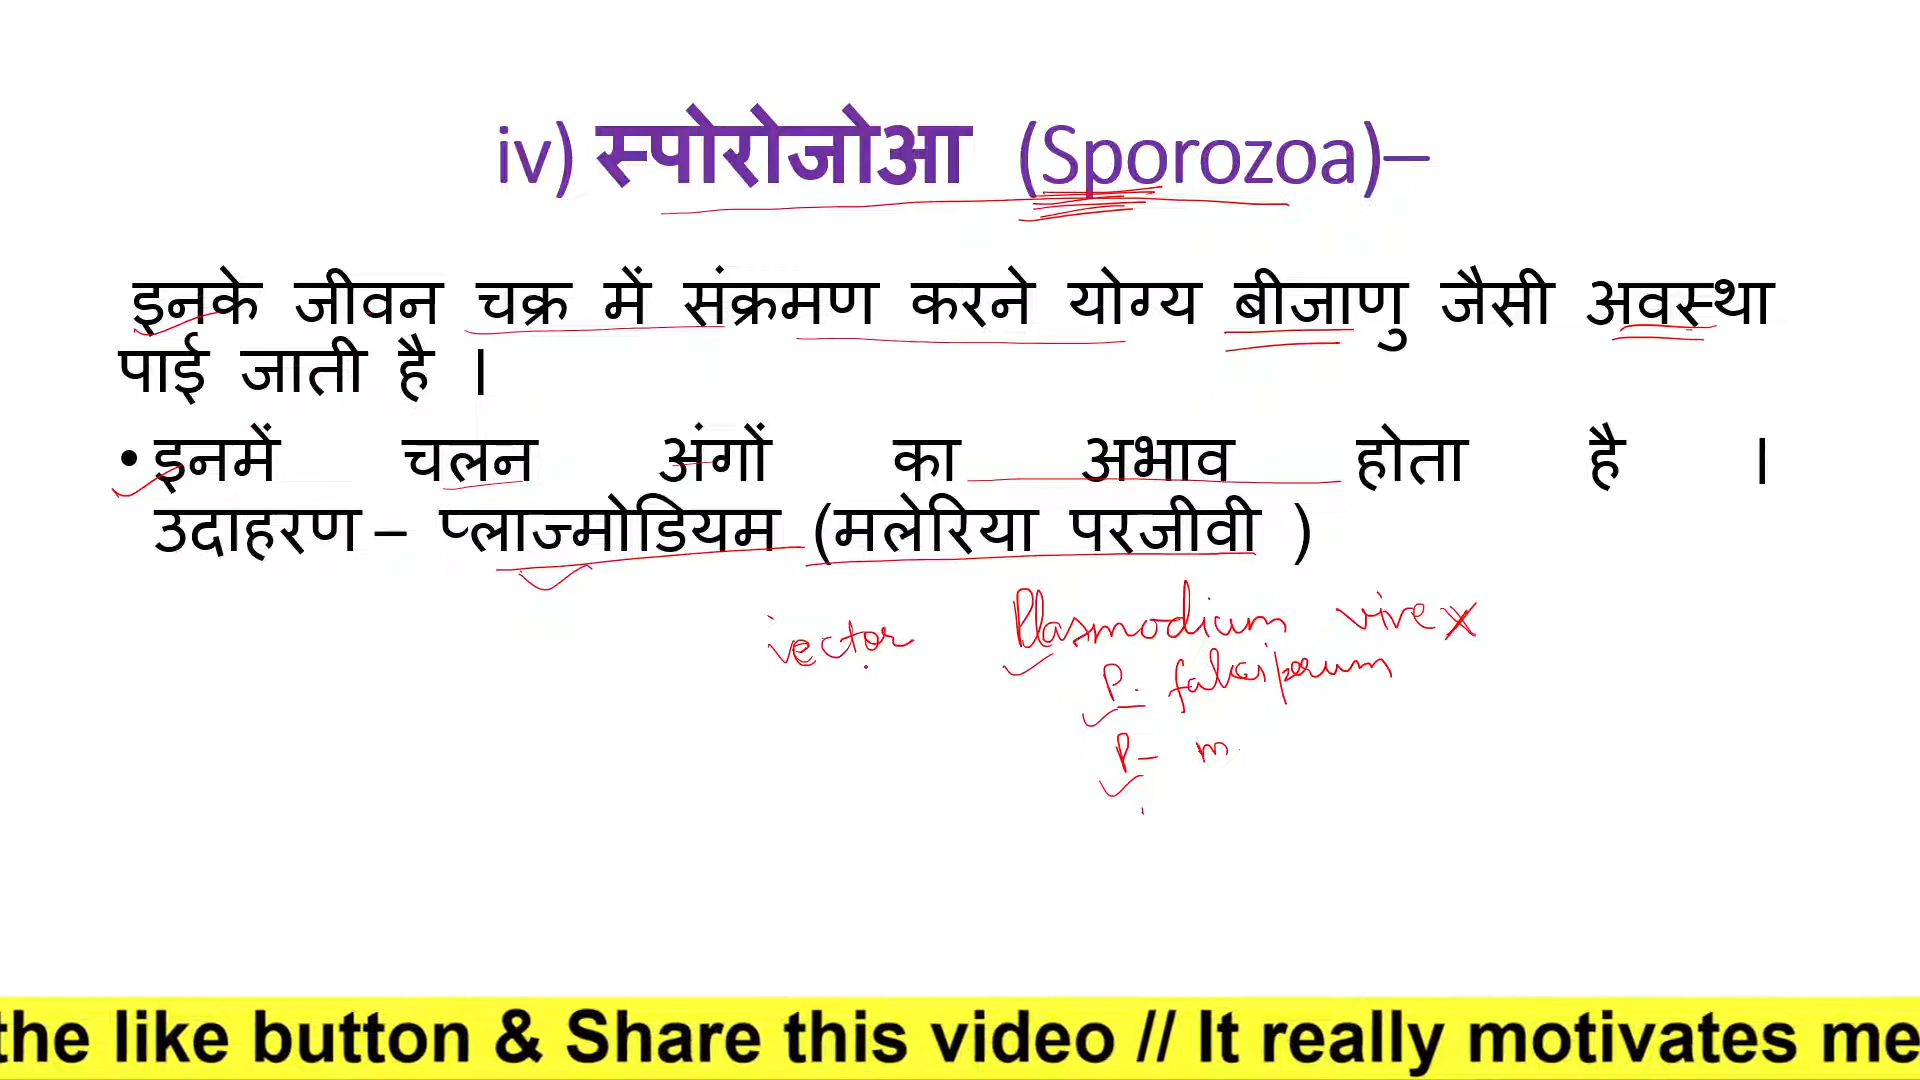 iv) स्पोरोजोआ (Sporozoa)–
इनके जीवन चक्र में संक्रमण करने योग्य बीजाणु जैसी अवस्था
पाई जाती है ।
• इनमें चलन अंगों का अभाव होता है ।
उदाहरण – प्लाज्मोडियम (मलेरिया परजीवी )
vector Plasmodium vivex
P. falciparum
P- m
the like button & Share this video // It really motivates me